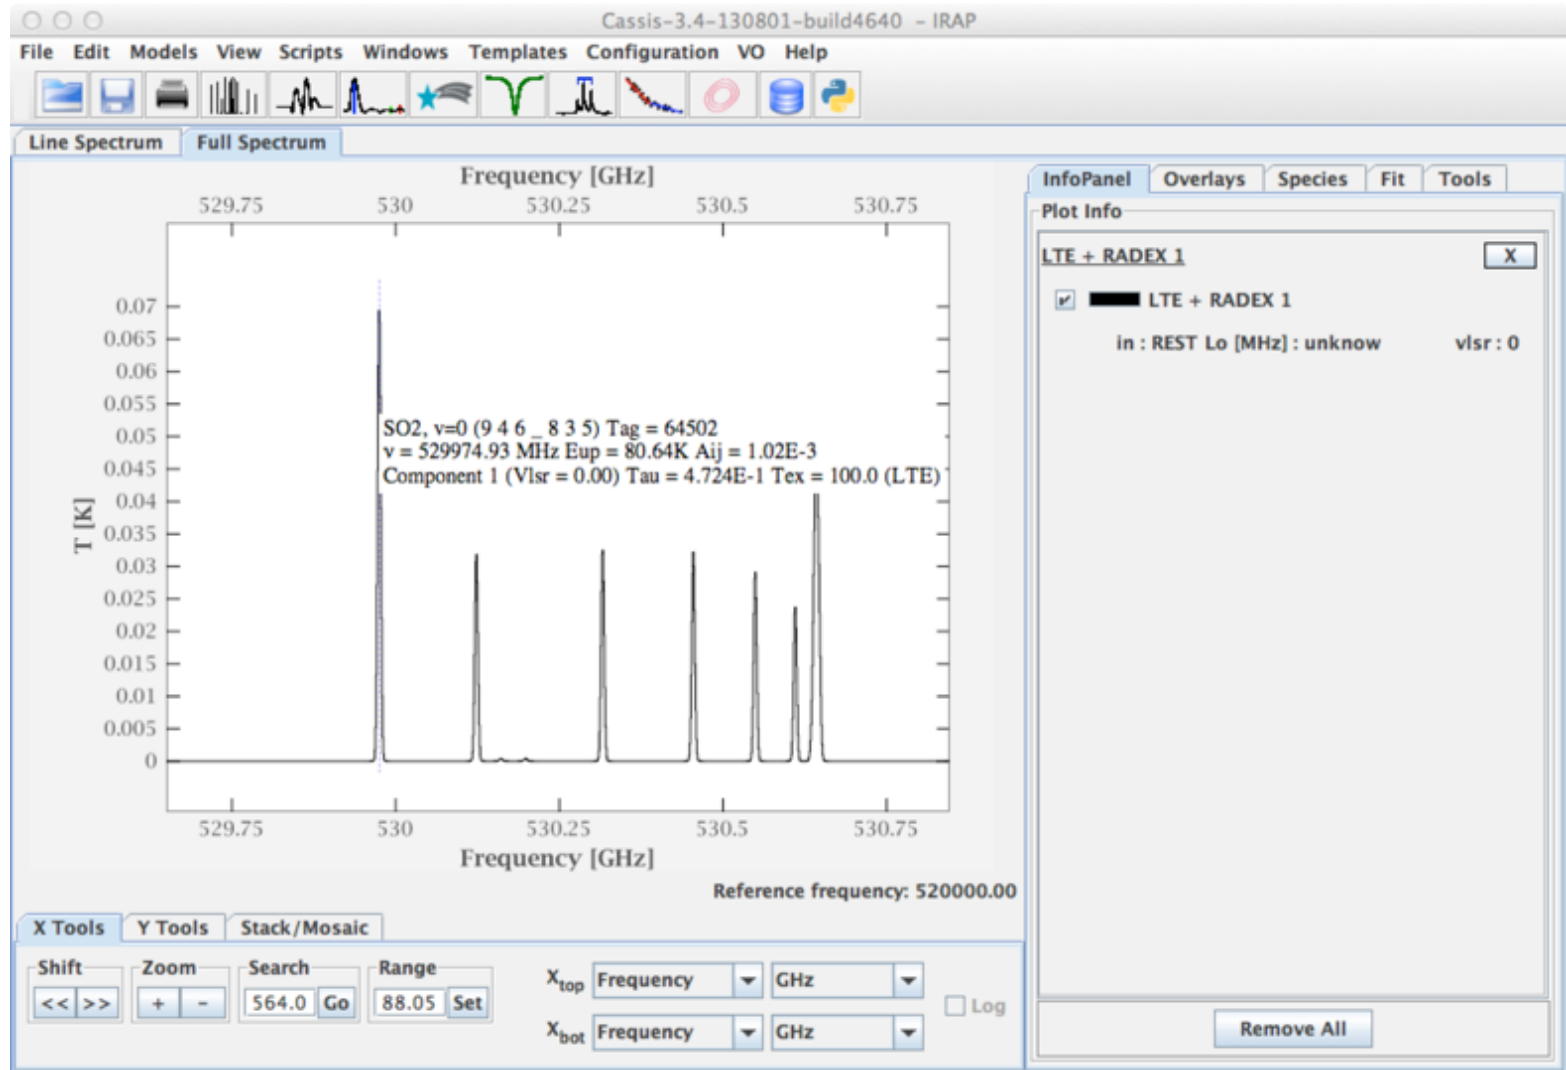 Cassis-3.4-130801-build4640 - IRAP
File Edit Models View Scripts Windows Templates Configuration VO Help
Line Spectrum Full Spectrum
Frequency [GHz]
529.75 530 530.25 530.5 530.75
0.07
0.065
0.06
0.055
0.05
0.045
0.04
0.035
0.03
0.025
0.02
0.015
0.01
0.005
0
T [K]
SO2, v=0 (9 4 6 _ 8 3 5) Tag = 64502
ν = 529974.93 MHz Eup = 80.64K Aij = 1.02E-3
Component 1 (Vlsr = 0.00) Tau = 4.724E-1 Tex = 100.0 (LTE)
529.75 530 530.25 530.5 530.75
Frequency [GHz]
Reference frequency: 520000.00
InfoPanel Overlays Species Fit Tools
Plot Info
LTE + RADEX 1 X
LTE + RADEX 1
in : REST Lo [MHz] : unknow vlsr : 0
Remove All
X Tools Y Tools Stack/Mosaic
Shift Zoom Search Range
<< >> + - 564.0 Go 88.05 Set
Xtop Frequency GHz
Log
Xbot Frequency GHz